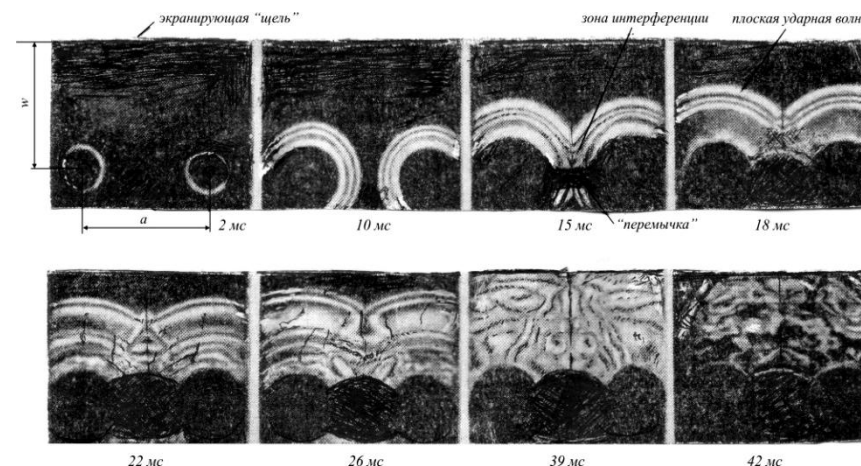 экранирующая “щель”
зона интерференции
плоская ударная волн
w
a
2 мс
10 мс
15 мс
“перемычка”
18 мс
22 мс
26 мс
39 мс
42 мс